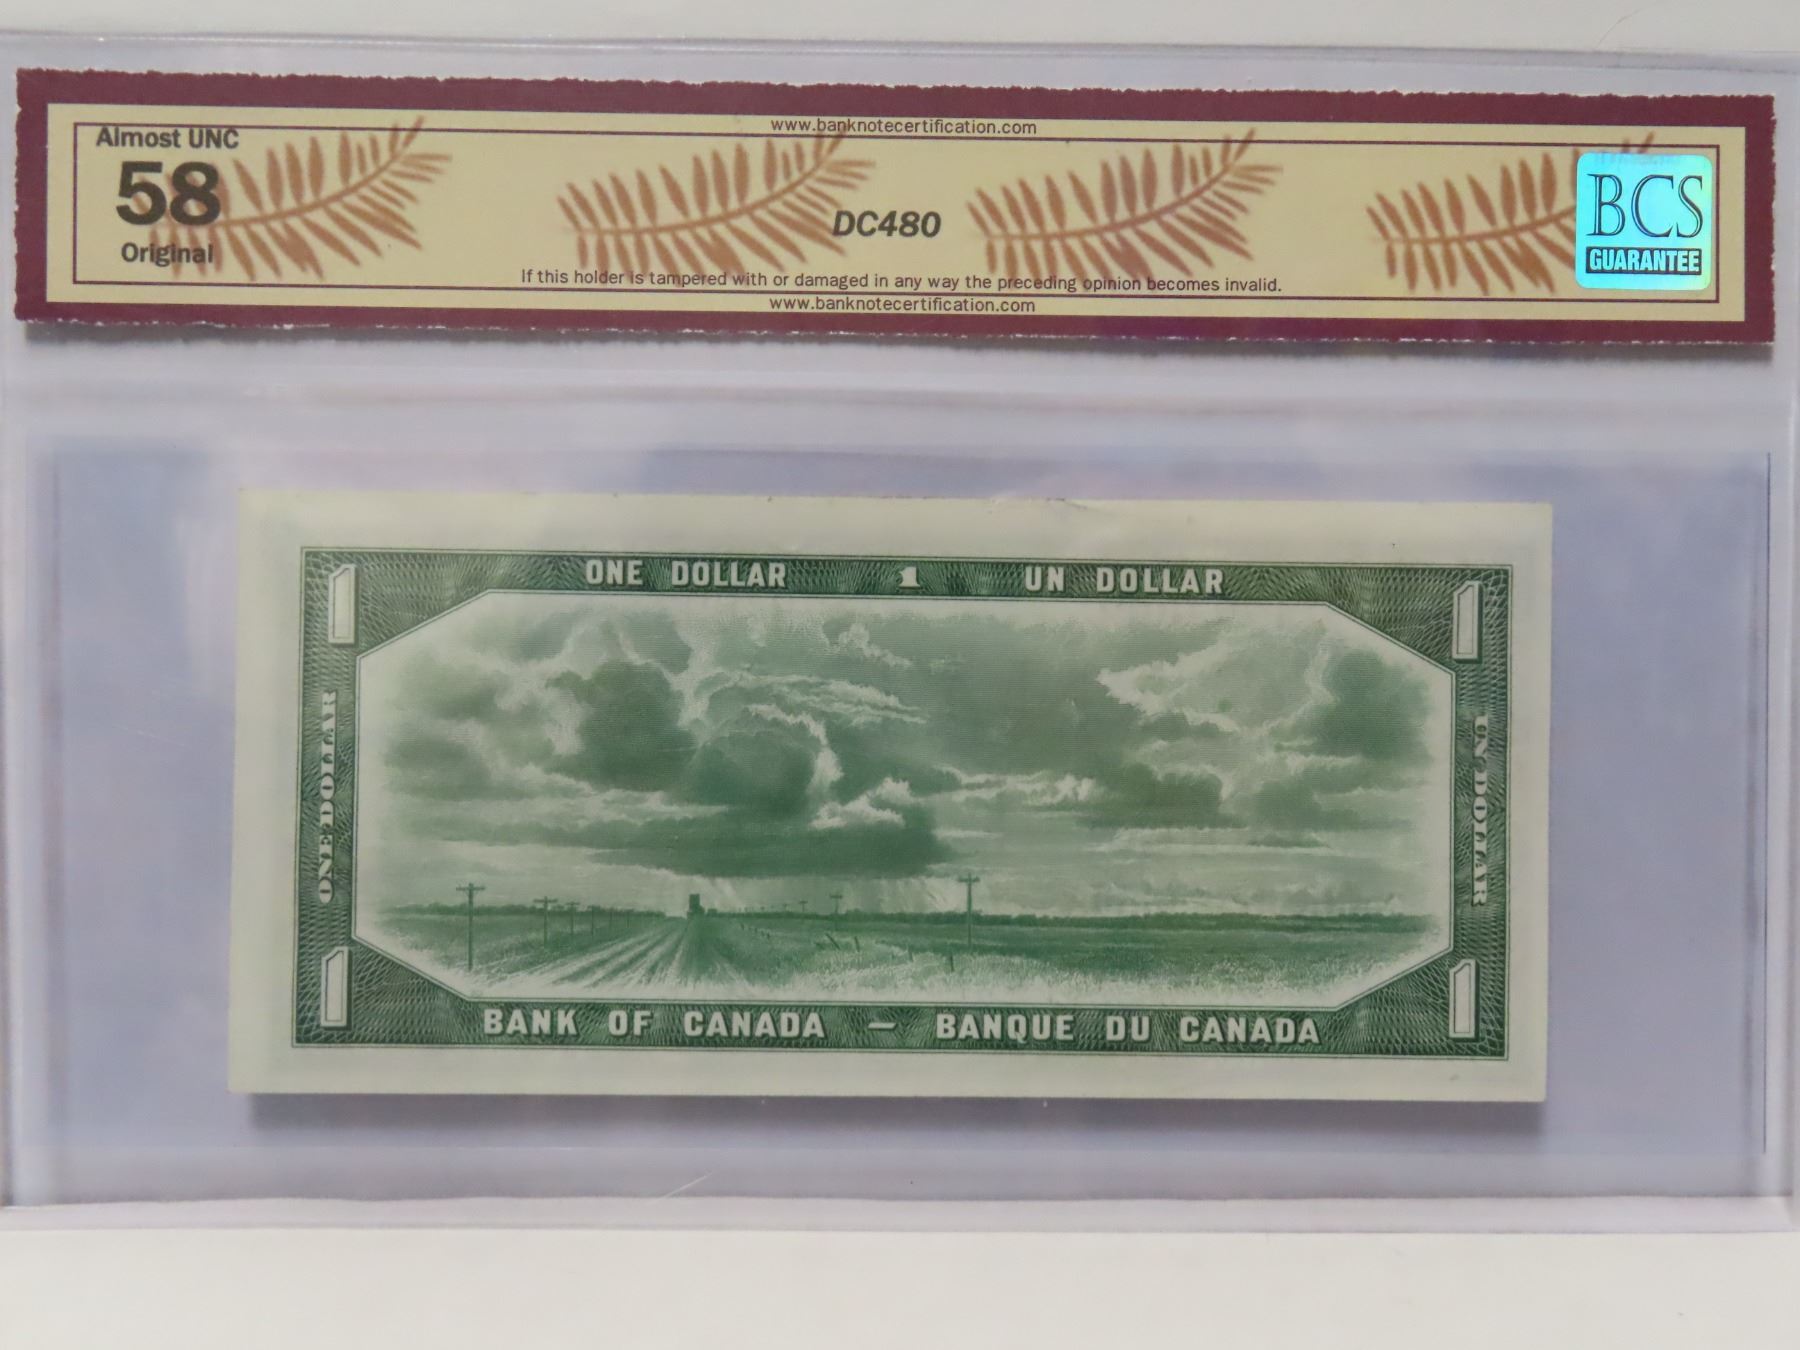 www.banknotecertification.com
Almost UNC
58
Original
DC480
BCS
GUARANTEE
If this holder is tampered with or damaged in any way the preceding opinion becomes invalid.
www.banknotecertification.com
1 ONE DOLLAR 1 UN DOLLAR 1
ONE DOLLAR
UN DOLLAR
1 BANK OF CANADA — BANQUE DU CANADA 1